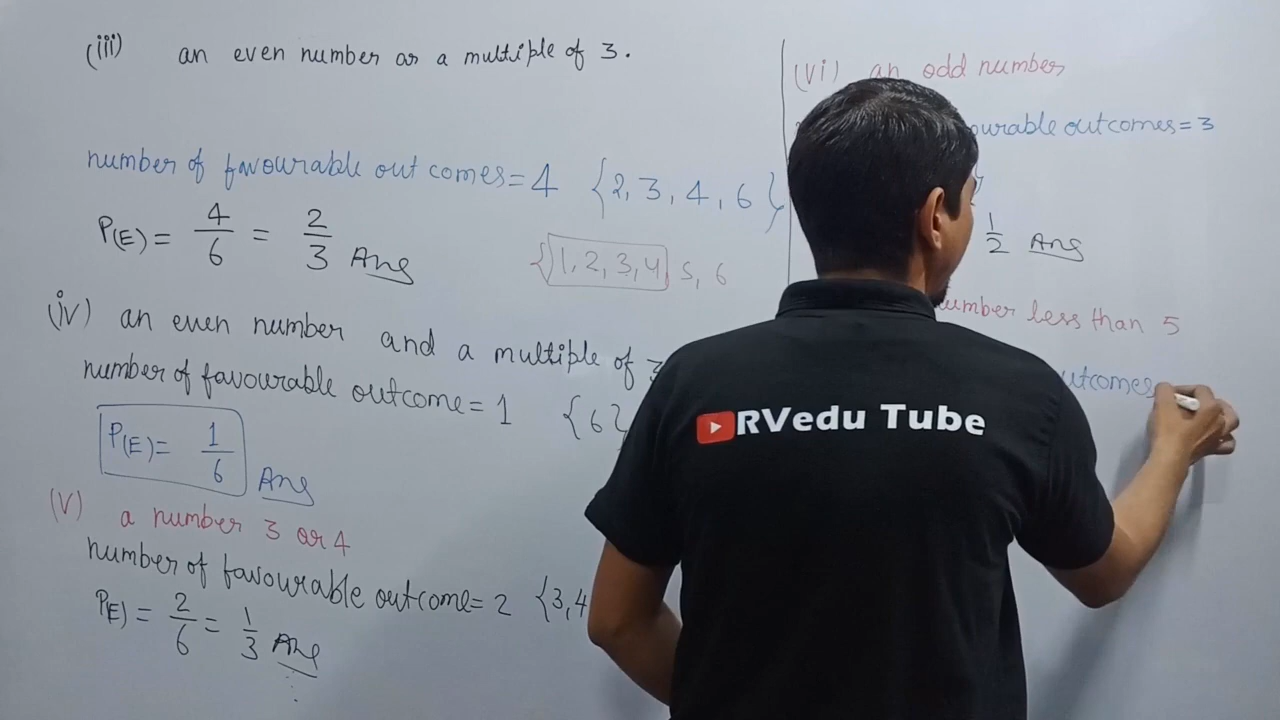 (iii) an even number or a multiple of 3.
number of favourable out comes = 4 {2, 3, 4, 6}
P(E) = 4/6 = 2/3 Ans
{1, 2, 3, 4, 5, 6
(iv) an even number and a multiple of 3
number of favourable outcome = 1 {6}
P(E) = 1/6 Ans
(v) a number 3 or 4
number of favourable outcome = 2 {3,4
P(E) = 2/6 = 1/3 Ans
(vi) an odd number
outcomes = 3
1/2 Ans
number less than 5
outcomes
RVedu Tube